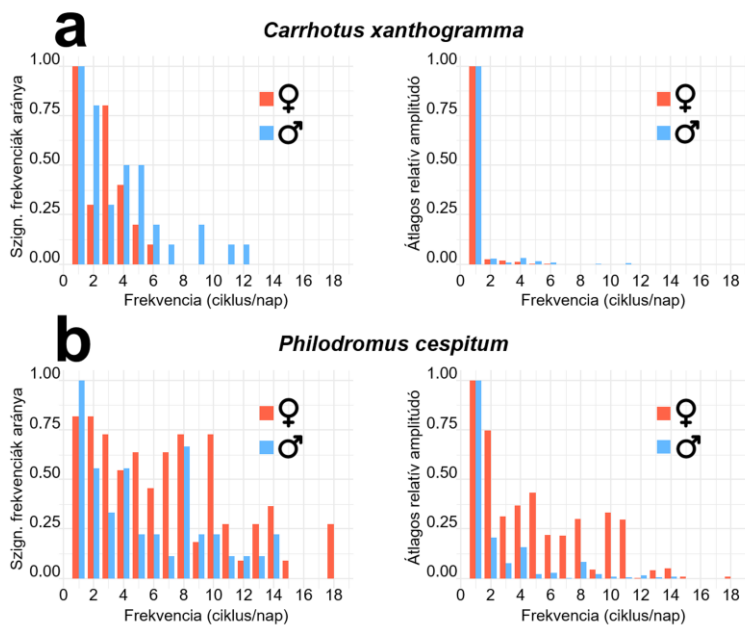 a
Carrhotus xanthogramma
Szign. frekvenciák aránya
1.00
0.75
0.50
0.25
0.00
0 2 4 6 8 10 12 14 16 18
Frekvencia (ciklus/nap)
♀
♂
Átlagos relatív amplitúdó
1.00
0.75
0.50
0.25
0.00
0 2 4 6 8 10 12 14 16 18
Frekvencia (ciklus/nap)
♀
♂
b
Philodromus cespitum
Szign. frekvenciák aránya
1.00
0.75
0.50
0.25
0.00
0 2 4 6 8 10 12 14 16 18
Frekvencia (ciklus/nap)
♀
♂
Átlagos relatív amplitúdó
1.00
0.75
0.50
0.25
0.00
0 2 4 6 8 10 12 14 16 18
Frekvencia (ciklus/nap)
♀
♂